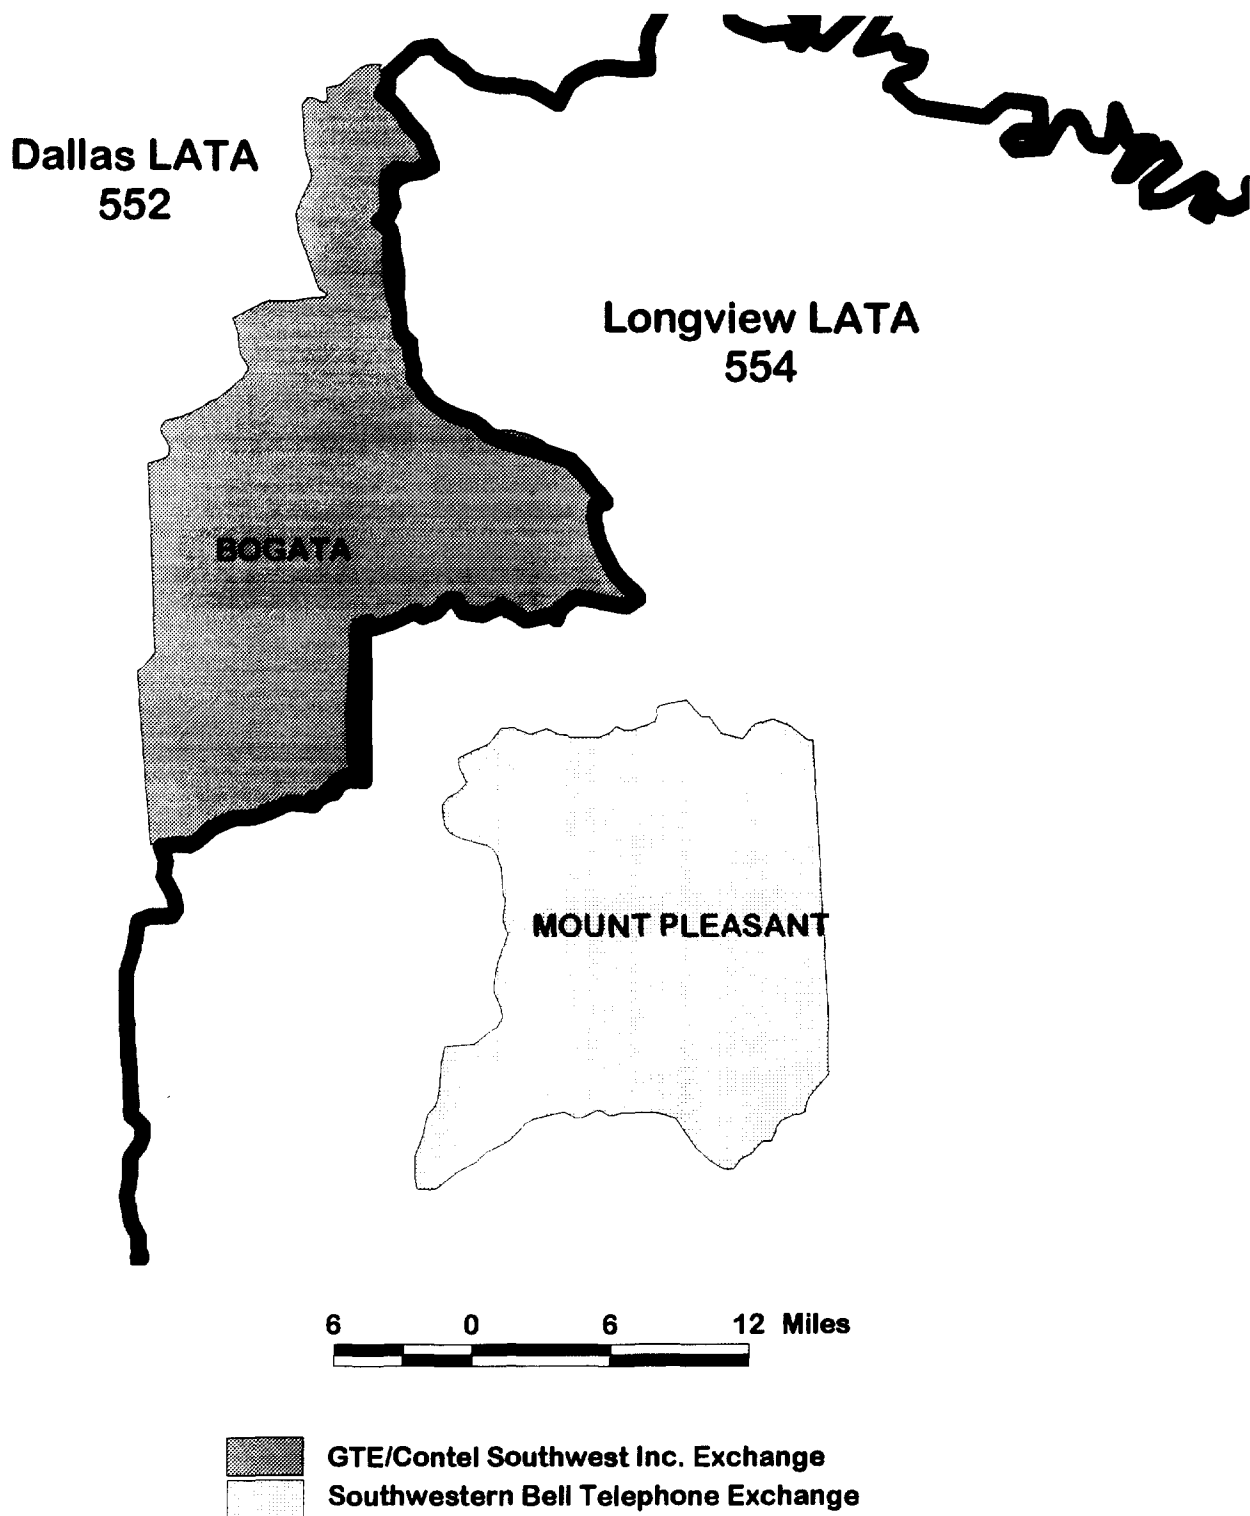 Dallas LATA
552
Longview LATA
554
BOGATA
MOUNT PLEASANT
6 0 6 12 Miles
GTE/Contel Southwest Inc. Exchange
Southwestern Bell Telephone Exchange